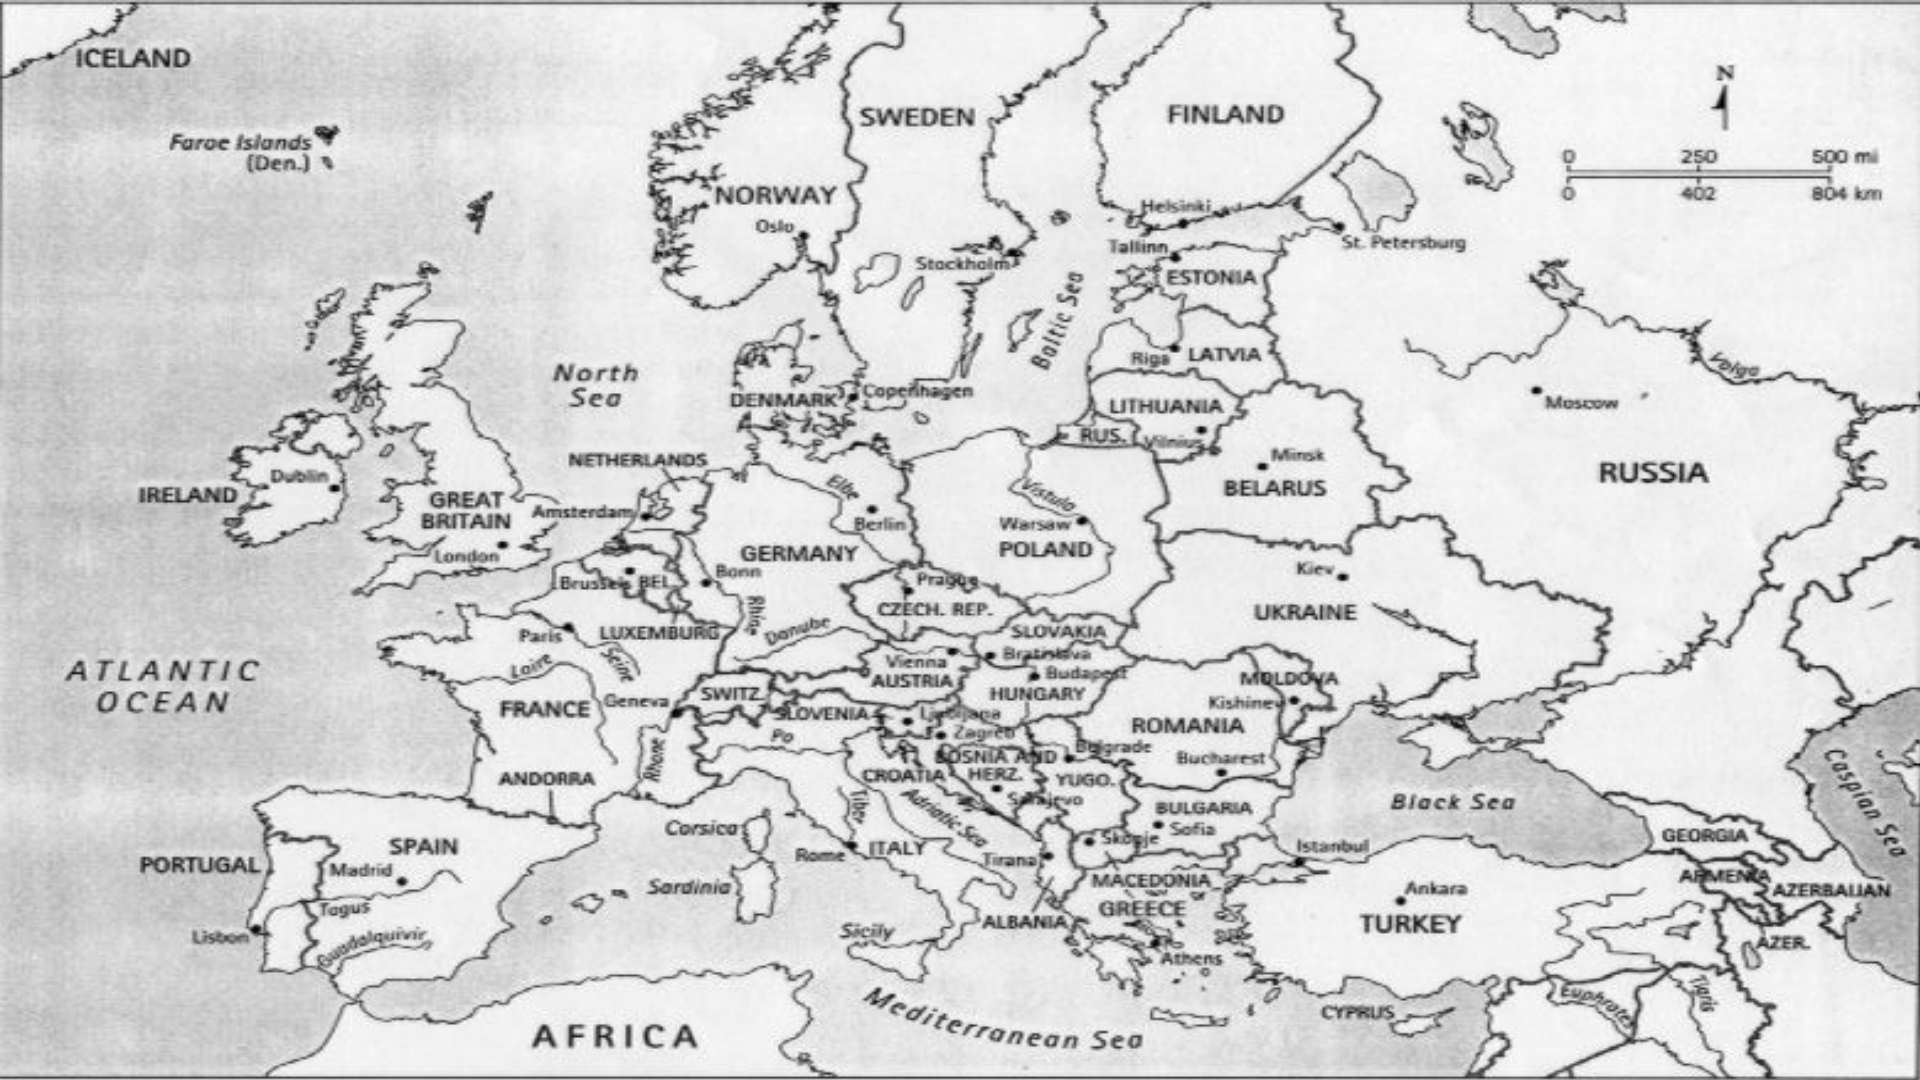 ICELAND
Faroe Islands
(Den.)
SWEDEN
FINLAND
N
0 250 500 mi
0 402 804 km
NORWAY
Oslo
Helsinki
St. Petersburg
Stockholm
Tallinn
ESTONIA
Baltic Sea
North
Sea
Riga
LATVIA
Volga
DENMARK
Copenhagen
LITHUANIA
Moscow
RUS.
Vilnius
NETHERLANDS
Minsk
BELARUS
RUSSIA
IRELAND
Dublin
GREAT
BRITAIN
London
Amsterdam
Elbe
Berlin
Vistula
Warsaw
POLAND
GERMANY
Brussels
BEL.
Bonn
Rhine
Prague
CZECH. REP.
Kiev
UKRAINE
Paris
LUXEMBURG
Seine
Loire
Danube
SLOVAKIA
Bratislava
Vienna
AUSTRIA
Budapest
HUNGARY
MOLDOVA
Kishinev
ATLANTIC
OCEAN
FRANCE
Geneva
SWITZ.
SLOVENIA
Ljubljana
Zagreb
ROMANIA
Po
Rhone
BOSNIA AND
HERZ.
Belgrade
Bucharest
CROATIA
YUGO.
Sarajevo
ANDORRA
Tiber
Adriatic Sea
BULGARIA
Sofia
Black Sea
Caspian Sea
GEORGIA
Corsica
Skopje
Istanbul
PORTUGAL
SPAIN
Madrid
Rome
ITALY
Tirana
MACEDONIA
ARMENIA
AZERBAIJAN
Sardinia
Ankara
TURKEY
Tagus
Lisbon
Guadalquivir
ALBANIA
GREECE
AZER.
Sicily
Athens
AFRICA
Mediterranean Sea
CYPRUS
Euphrates
Tigris